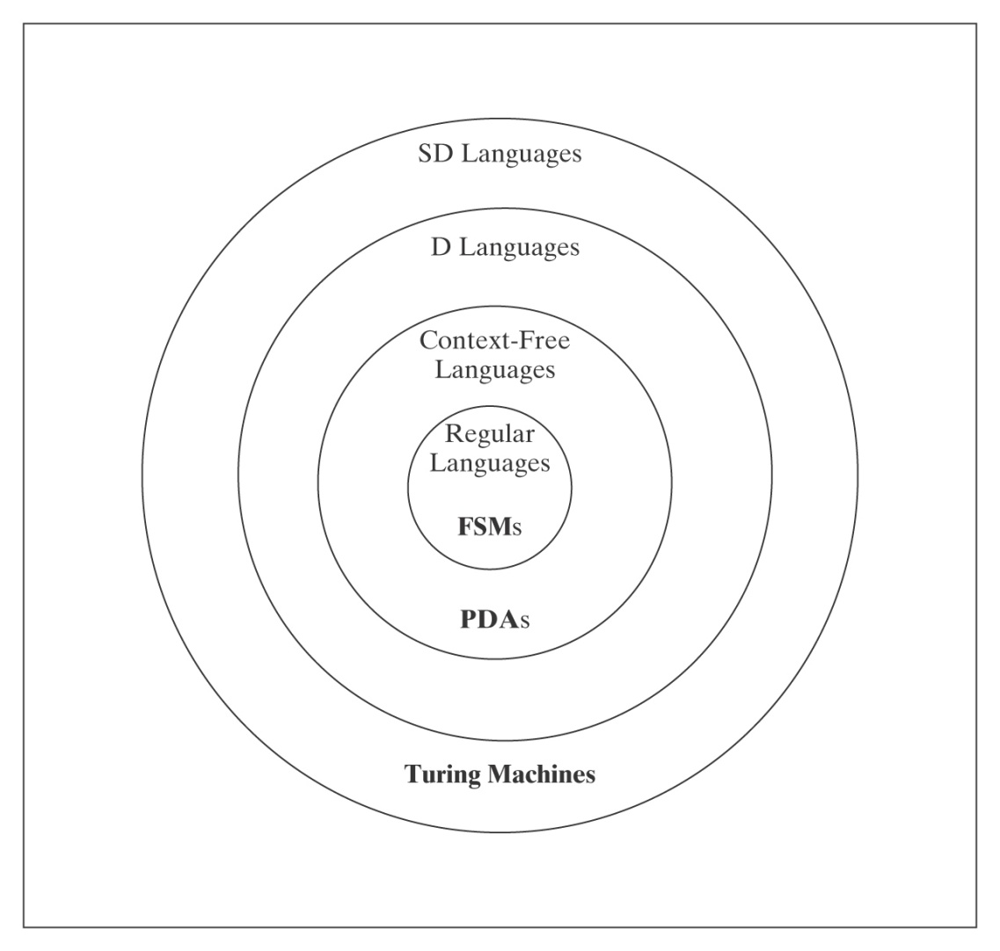 SD Languages
D Languages
Context-Free
Languages
Regular
Languages
FSMs
PDAs
Turing Machines